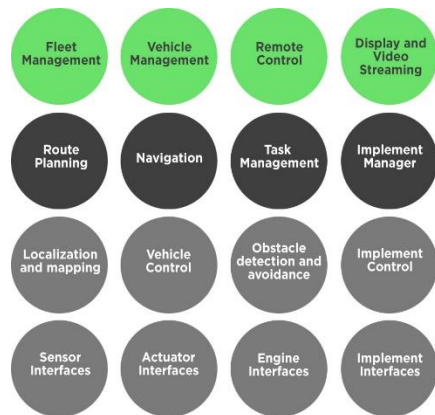 Fleet
Management
Vehicle
Management
Remote
Control
Display and
Video
Streaming
Route
Planning
Navigation
Task
Management
Implement
Manager
Localization
and mapping
Vehicle
Control
Obstacle
detection and
avoidance
Implement
Control
Sensor
Interfaces
Actuator
Interfaces
Engine
Interfaces
Implement
Interfaces